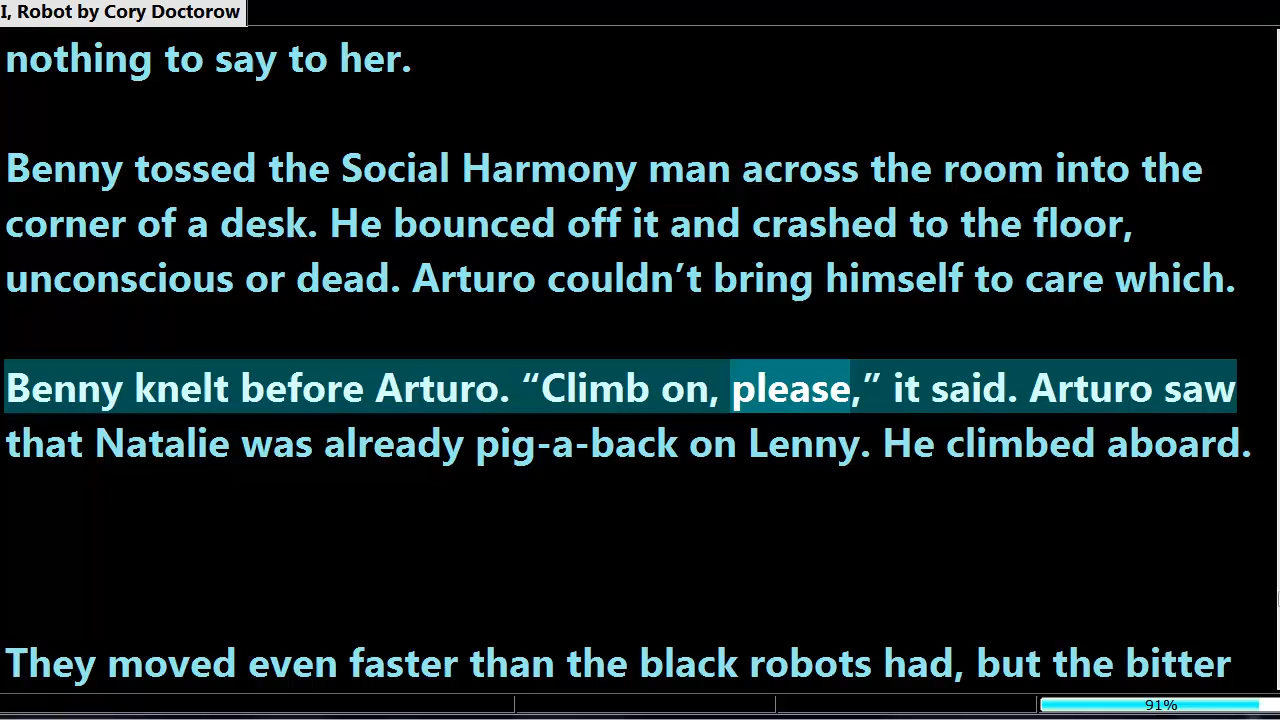 I, Robot by Cory Doctorow
nothing to say to her.
Benny tossed the Social Harmony man across the room into the
corner of a desk. He bounced off it and crashed to the floor,
unconscious or dead. Arturo couldn’t bring himself to care which.
Benny knelt before Arturo. “Climb on, please,” it said. Arturo saw
that Natalie was already pig-a-back on Lenny. He climbed aboard.
They moved even faster than the black robots had, but the bitter
91%